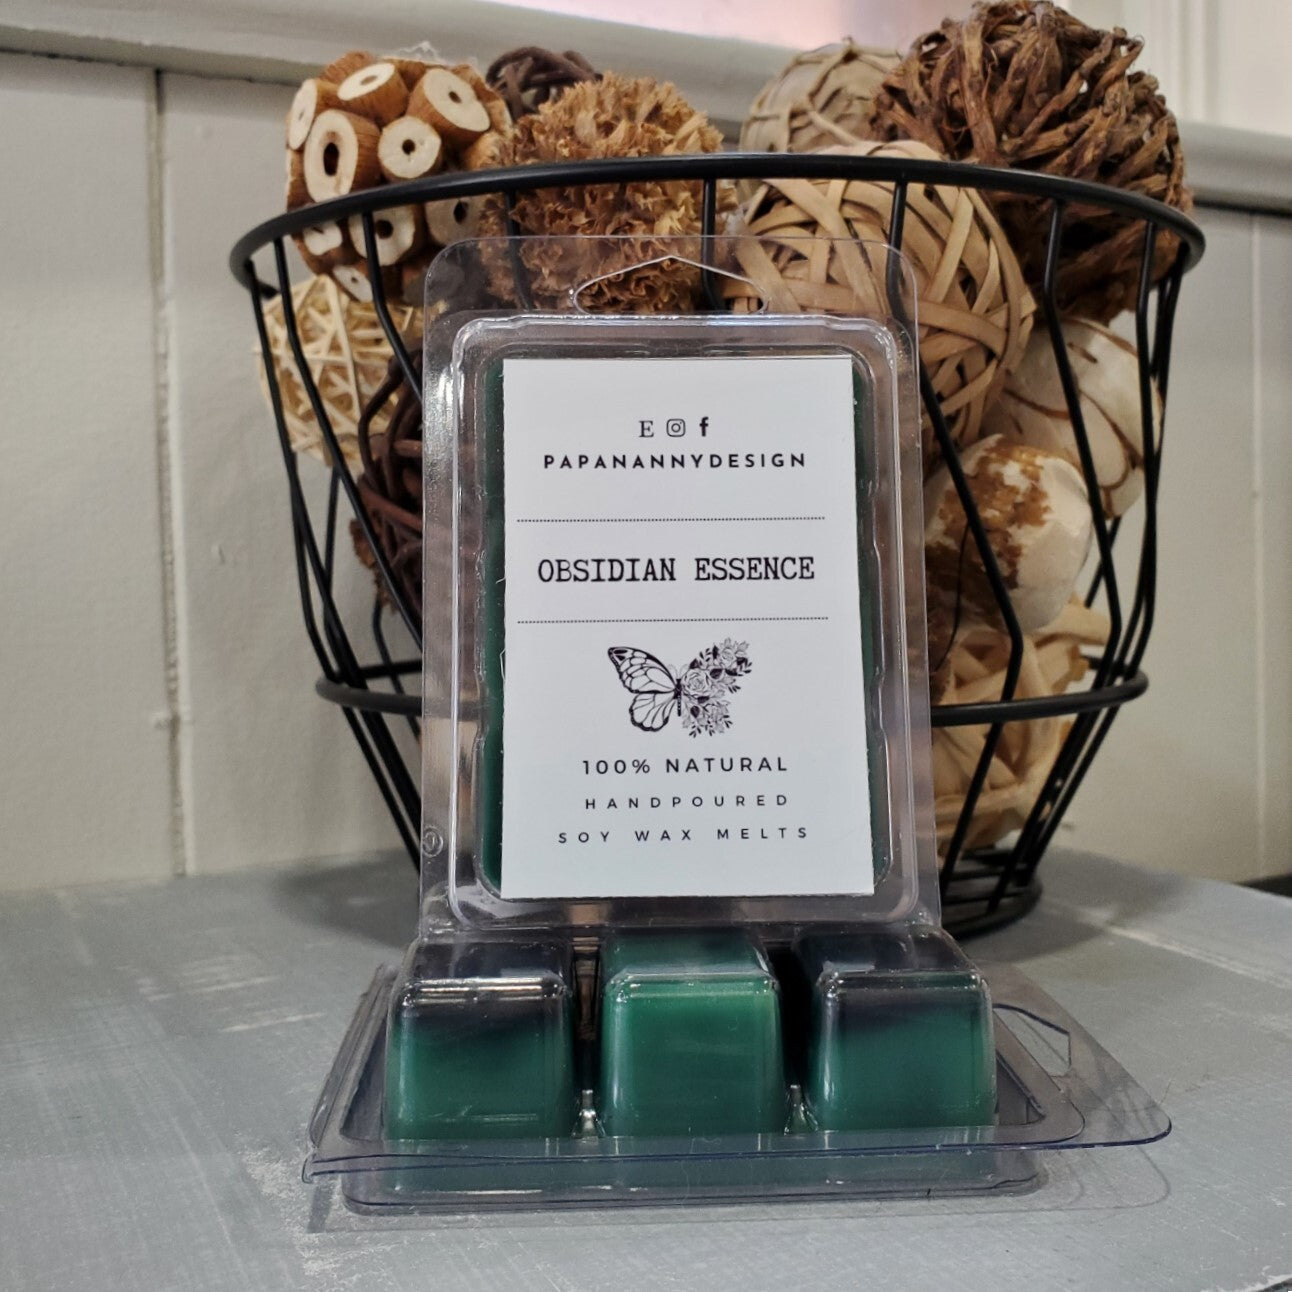 E f
PAPANANNYDESIGN
OBSIDIAN ESSENCE
100% NATURAL
HANDPOURED
SOY WAX MELTS